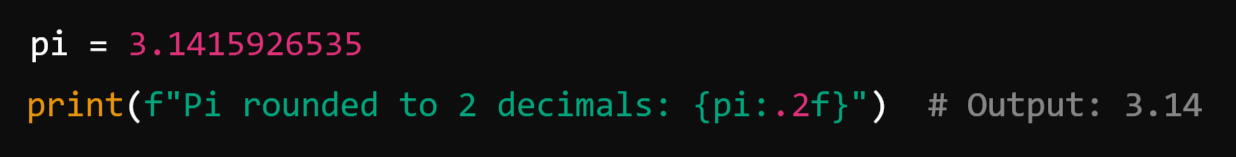 pi = 3.1415926535
print(f"Pi rounded to 2 decimals: {pi:.2f}")  # Output: 3.14